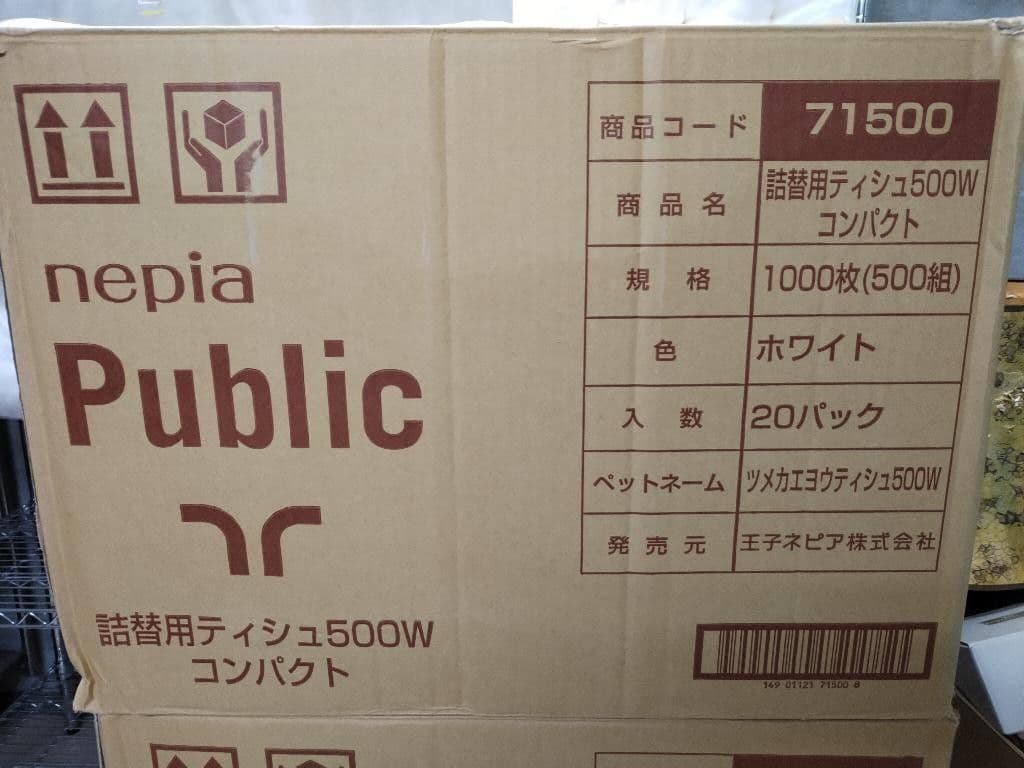 nepia
Public
詰替用ティシュ500W
コンパクト
商品コード 71500
商品名 詰替用ティシュ500W
コンパクト
規格 1000枚(500組)
色 ホワイト
入数 20パック
ペットネーム ツメカエヨウティシュ500W
発売元 王子ネピア株式会社
149 01121 71500 8